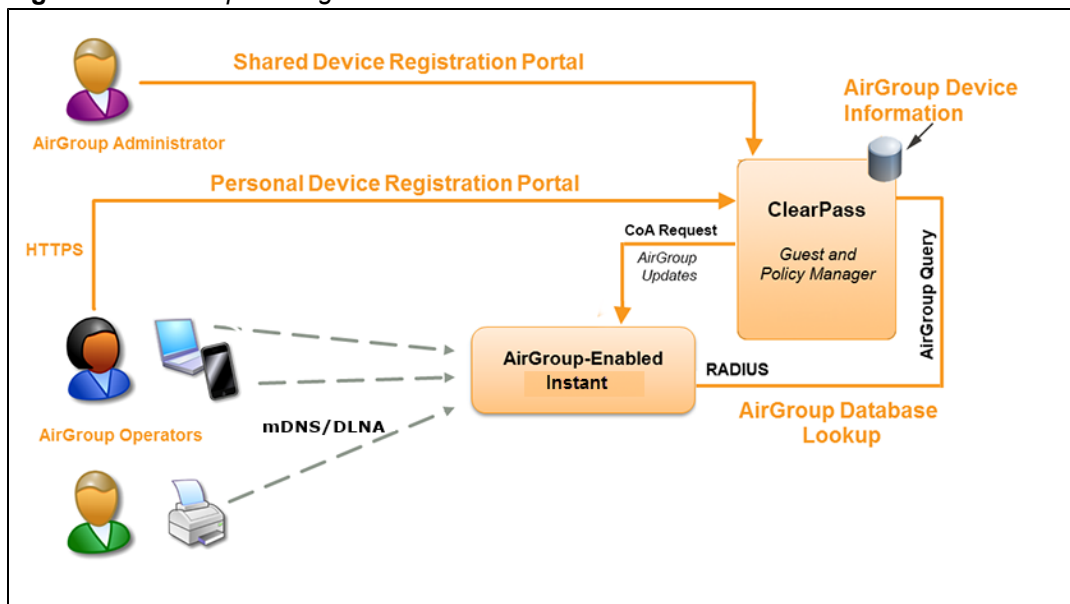 Shared Device Registration Portal
AirGroup Device
Information
AirGroup Administrator
Personal Device Registration Portal
ClearPass
Guest and
Policy Manager
CoA Request
AirGroup
Updates
HTTPS
AirGroup Query
AirGroup-Enabled
Instant
RADIUS
AirGroup Database
Lookup
mDNS/DLNA
AirGroup Operators